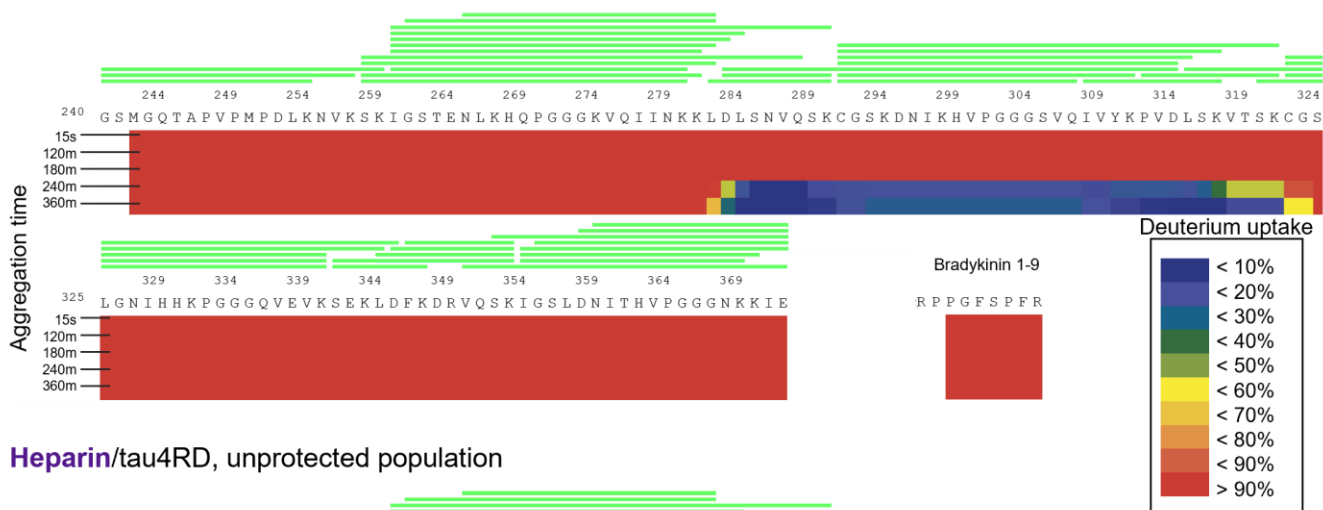 244 249 254 259 264 269 274 279 284 289 294 299 304 309 314 319 324
240 G S M G Q T A P V P M P D L K N V K S K I G S T E N L K H Q P G G G K V Q I I N K K L D L S N V Q S K C G S K D N I K H V P G G G S V Q I V Y K P V D L S K V T S K C G S
15s
120m
180m
240m
360m
Aggregation time
329 334 339 344 349 354 359 364 369
325 L G N I H H K P G G G Q V E V K S E K L D F K D R V Q S K I G S L D N I T H V P G G G N K K I E
15s
120m
180m
240m
360m
Bradykinin 1-9
R P P G F S P F R
Deuterium uptake
< 10%
< 20%
< 30%
< 40%
< 50%
< 60%
< 70%
< 80%
< 90%
> 90%
Heparin/tau4RD, unprotected population